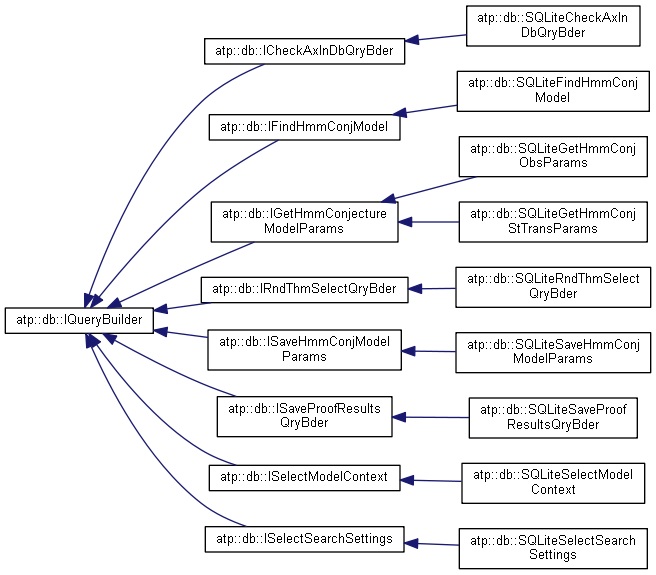 atp::db::IQueryBuilder
atp::db::ICheckAxInDbQryBder
atp::db::SQLiteCheckAxIn
DbQryBder
atp::db::IFindHmmConjModel
atp::db::SQLiteFindHmmConj
Model
atp::db::IGetHmmConjecture
ModelParams
atp::db::SQLiteGetHmmConj
ObsParams
atp::db::SQLiteGetHmmConj
StTransParams
atp::db::IRndThmSelectQryBder
atp::db::SQLiteRndThmSelect
QryBder
atp::db::ISaveHmmConjModel
Params
atp::db::SQLiteSaveHmmConj
ModelParams
atp::db::ISaveProofResults
QryBder
atp::db::SQLiteSaveProof
ResultsQryBder
atp::db::ISelectModelContext
atp::db::SQLiteSelectModel
Context
atp::db::ISelectSearchSettings
atp::db::SQLiteSelectSearch
Settings